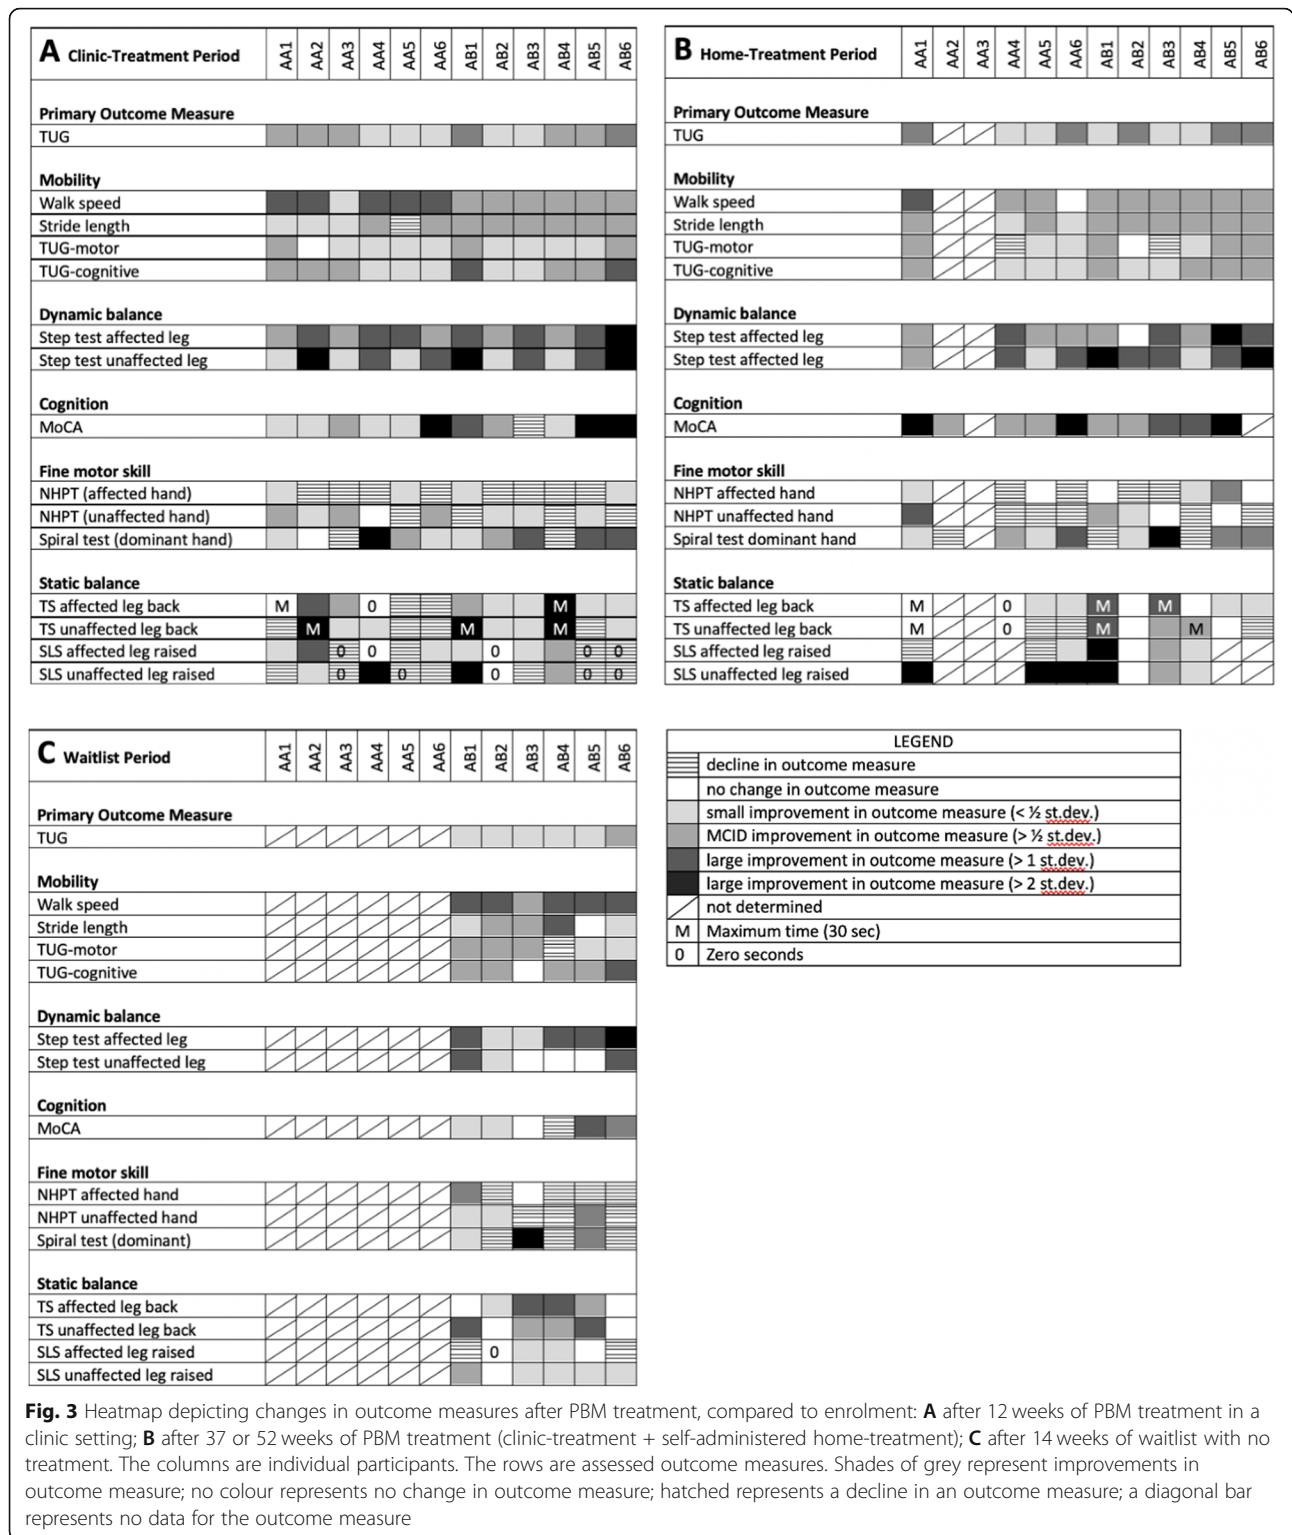 A Clinic-Treatment Period AA1 AA2 AA3 AA4 AA5 AA6 AB1 AB2 AB3 AB4 AB5 AB6
Primary Outcome Measure
TUG
Mobility
Walk speed
Stride length
TUG-motor
TUG-cognitive
Dynamic balance
Step test affected leg
Step test unaffected leg
Cognition
MoCA
Fine motor skill
NHPT (affected hand)
NHPT (unaffected hand)
Spiral test (dominant hand)
Static balance
TS affected leg back M 0 M
TS unaffected leg back M M M
SLS affected leg raised 0 0 0 0 0
SLS unaffected leg raised 0 0 0 0 0
B Home-Treatment Period AA1 AA2 AA3 AA4 AA5 AA6 AB1 AB2 AB3 AB4 AB5 AB6
Primary Outcome Measure
TUG
Mobility
Walk speed
Stride length
TUG-motor
TUG-cognitive
Dynamic balance
Step test affected leg
Step test affected leg
Cognition
MoCA
Fine motor skill
NHPT affected hand
NHPT unaffected hand
Spiral test dominant hand
Static balance
TS affected leg back M 0 M M
TS unaffected leg back M 0 M M
SLS affected leg raised
SLS unaffected leg raised
C Waitlist Period AA1 AA2 AA3 AA4 AA5 AA6 AB1 AB2 AB3 AB4 AB5 AB6
Primary Outcome Measure
TUG
Mobility
Walk speed
Stride length
TUG-motor
TUG-cognitive
Dynamic balance
Step test affected leg
Step test unaffected leg
Cognition
MoCA
Fine motor skill
NHPT affected hand
NHPT unaffected hand
Spiral test (dominant)
Static balance
TS affected leg back
TS unaffected leg back
SLS affected leg raised 0
SLS unaffected leg raised
LEGEND
decline in outcome measure
no change in outcome measure
small improvement in outcome measure (< ½ st.dev.)
MCID improvement in outcome measure (> ½ st.dev.)
large improvement in outcome measure (> 1 st.dev.)
large improvement in outcome measure (> 2 st.dev.)
not determined
M Maximum time (30 sec)
0 Zero seconds
Fig. 3 Heatmap depicting changes in outcome measures after PBM treatment, compared to enrolment: A after 12 weeks of PBM treatment in a
clinic setting; B after 37 or 52 weeks of PBM treatment (clinic-treatment + self-administered home-treatment); C after 14 weeks of waitlist with no
treatment. The columns are individual participants. The rows are assessed outcome measures. Shades of grey represent improvements in
outcome measure; no colour represents no change in outcome measure; hatched represents a decline in an outcome measure; a diagonal bar
represents no data for the outcome measure